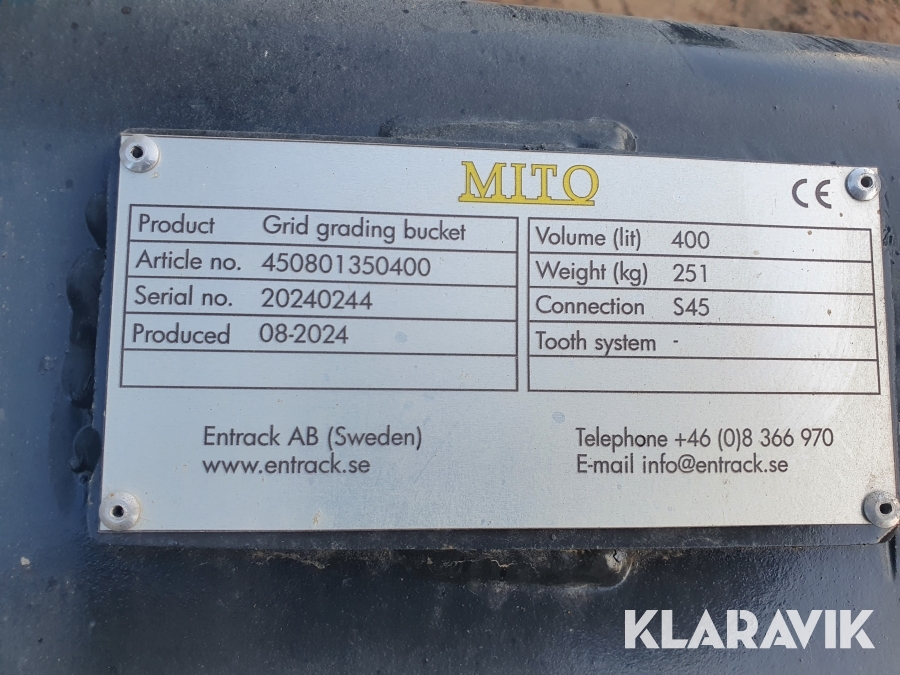 MITO
CE
Product Grid grading bucket
Article no. 450801350400
Serial no. 20240244
Produced 08-2024
Volume (lit) 400
Weight (kg) 251
Connection S45
Tooth system -
Entrack AB (Sweden)
www.entrack.se
Telephone +46 (0)8 366 970
E-mail info@entrack.se
KLARAVIK